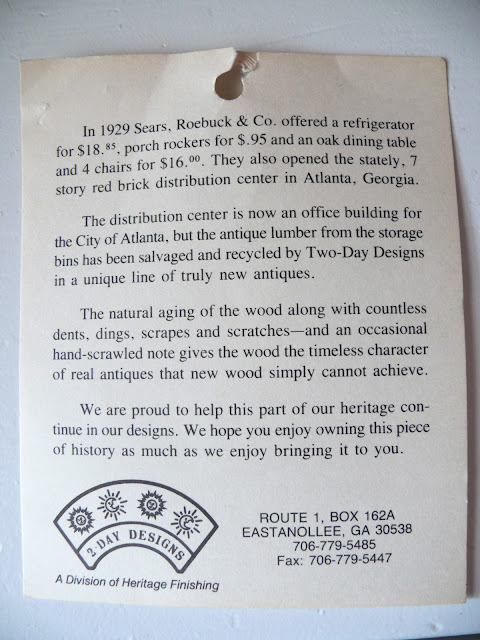 In 1929 Sears, Roebuck & Co. offered a refrigerator
for $18.85, porch rockers for $.95 and an oak dining table
and 4 chairs for $16.00. They also opened the stately, 7
story red brick distribution center in Atlanta, Georgia.
The distribution center is now an office building for
the City of Atlanta, but the antique lumber from the storage
bins has been salvaged and recycled by Two-Day Designs
in a unique line of truly new antiques.
The natural aging of the wood along with countless
dents, dings, scrapes and scratches—and an occasional
hand-scrawled note gives the wood the timeless character
of real antiques that new wood simply cannot achieve.
We are proud to help this part of our heritage con-
tinue in our designs. We hope you enjoy owning this piece
of history as much as we enjoy bringing it to you.
2-DAY DESIGNS
A Division of Heritage Finishing
ROUTE 1, BOX 162A
EASTANOLLEE, GA 30538
706-779-5485
Fax: 706-779-5447